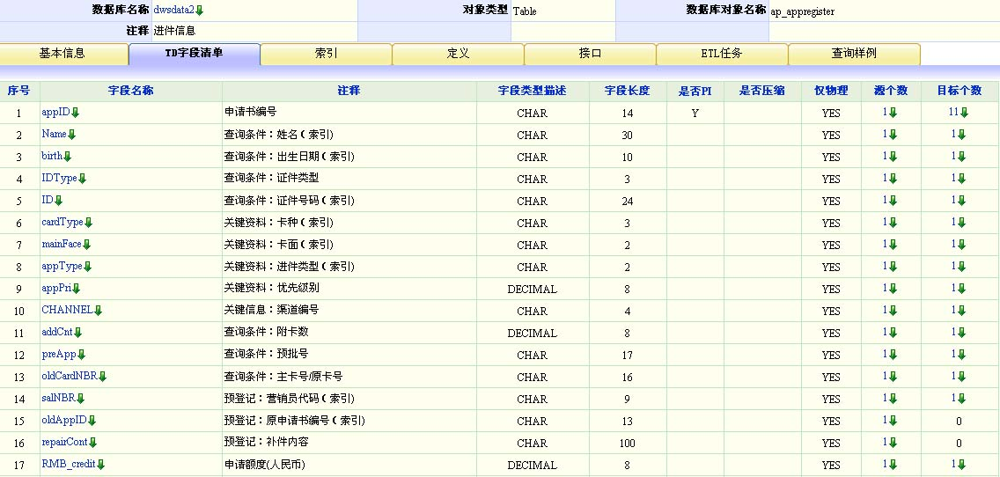 数据库名称 dwsdata2 对象类型 Table 数据库对象名称 ap_appregister
注释 进件信息
基本信息 TD字段清单 索引 定义 接口 ETL任务 查询样例
序号 字段名称 注释 字段类型描述 字段长度 是否PI 是否压缩 仅物理 源个数 目标个数
1 appID 申请书编号 CHAR 14 Y YES 1 11
2 Name 查询条件：姓名（索引) CHAR 30 YES 1 1
3 birth 查询条件：出生日期（索引) CHAR 10 YES 1 1
4 IDType 查询条件：证件类型 CHAR 3 YES 1 1
5 ID 查询条件：证件号码（索引) CHAR 24 YES 1 1
6 cardType 关键资料：卡种（索引) CHAR 3 YES 1 1
7 mainFace 关键资料：卡面（索引) CHAR 2 YES 1 1
8 appType 关键资料：进件类型（索引) CHAR 2 YES 1 1
9 appPri 关键资料：优先级别 DECIMAL 8 YES 1 1
10 CHANNEL 关键信息：渠道编号 CHAR 4 YES 1 1
11 addCnt 查询条件：附卡数 DECIMAL 8 YES 1 1
12 preApp 查询条件：预批号 CHAR 17 YES 1 1
13 oldCardNBR 查询条件：主卡号/原卡号 CHAR 16 YES 1 1
14 salNBR 预登记：营销员代码（索引) CHAR 9 YES 1 1
15 oldAppID 预登记：原申请书编号（索引) CHAR 13 YES 1 0
16 repairCont 预登记：补件内容 CHAR 100 YES 1 0
17 RMB_credit 申请额度(人民币) DECIMAL 8 YES 1 1